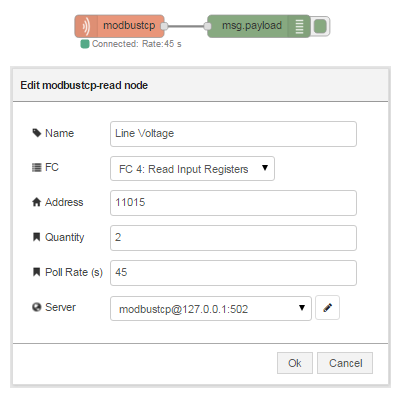 modbustcp
msg.payload
Connected: Rate:45 s
Edit modbustcp-read node
Name
Line Voltage
FC
FC 4: Read Input Registers
Address
11015
Quantity
2
Poll Rate (s)
45
Server
modbustcp@127.0.0.1:502
Ok
Cancel